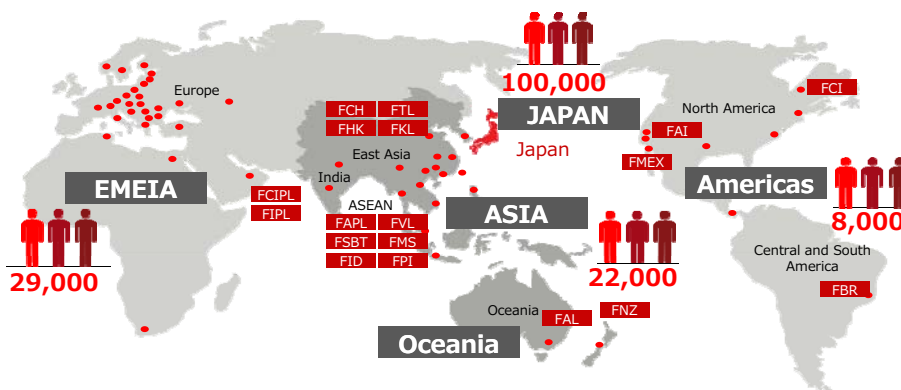 100,000
JAPAN
Japan
Europe
FCH FTL
FHK FKL
East Asia
India
EMEIA
29,000
FCIPL
FIPL
ASEAN
FAPL FVL
FSBT FMS
FID FPI
ASIA
22,000
Oceania
FAL
FNZ
Oceania
North America
FCI
FAI
FMEX
Americas
8,000
Central and South
America
FBR